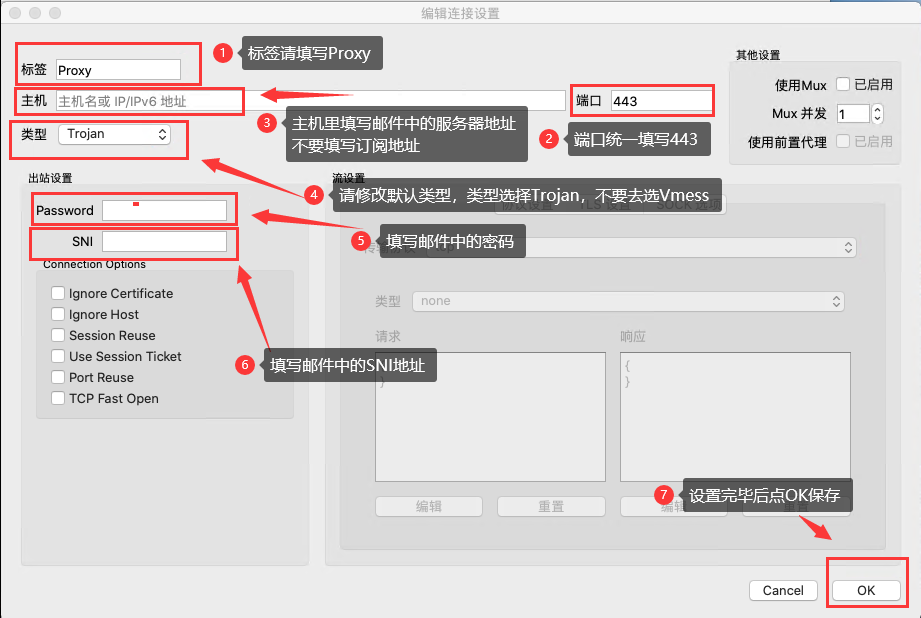 编辑连接设置
标签 Proxy
1 标签请填写Proxy
主机 主机名或 IP/IPv6 地址
端口 443
类型 Trojan
3 主机里填写邮件中的服务器地址
不要填写订阅地址
2 端口统一填写443
其他设置
使用Mux 已启用
Mux 并发 1
使用前置代理 已启用
出站设置
流设置
4 请修改默认类型，类型选择Trojan，不要去选Vmess
Password
SNI
5 填写邮件中的密码
Connection Options
Ignore Certificate
Ignore Host
Session Reuse
Use Session Ticket
Port Reuse
TCP Fast Open
类型 none
请求
响应
6 填写邮件中的SNI地址
}
{
}
编辑
重置
编辑
重置
7 设置完毕后点OK保存
Cancel
OK